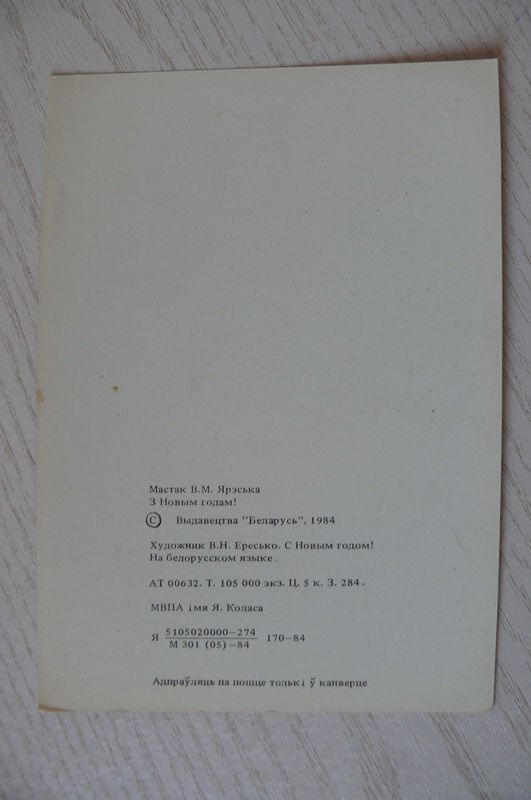 Мастак В.М. Ярэська
З Новым годам!
© Выдавецтва "Беларусь", 1984
Художник В.Н. Ересько. С Новым годом!
На белорусском языке.
АТ 00632. Т. 105 000 экз. Ц. 5 к. З. 284.
МВПА імя Я. Коласа
Я 5105020000-274 170-84
М 301 (05)-84
Адпраўляць па пошце толькі ў канверце